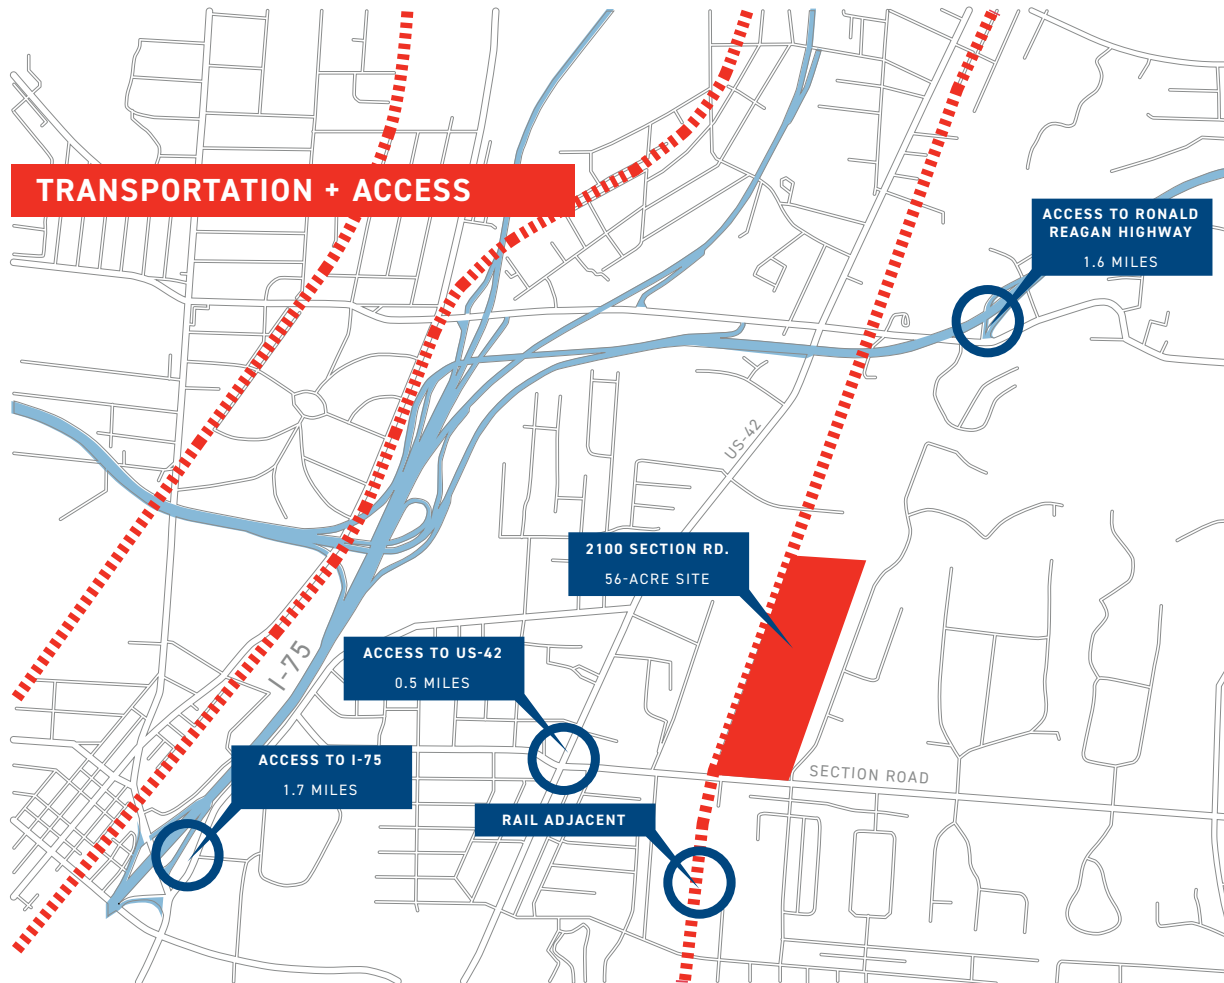 TRANSPORTATION + ACCESS
ACCESS TO RONALD
REAGAN HIGHWAY
1.6 MILES
US-42
2100 SECTION RD.
56-ACRE SITE
I-75
ACCESS TO US-42
0.5 MILES
ACCESS TO I-75
1.7 MILES
SECTION ROAD
RAIL ADJACENT